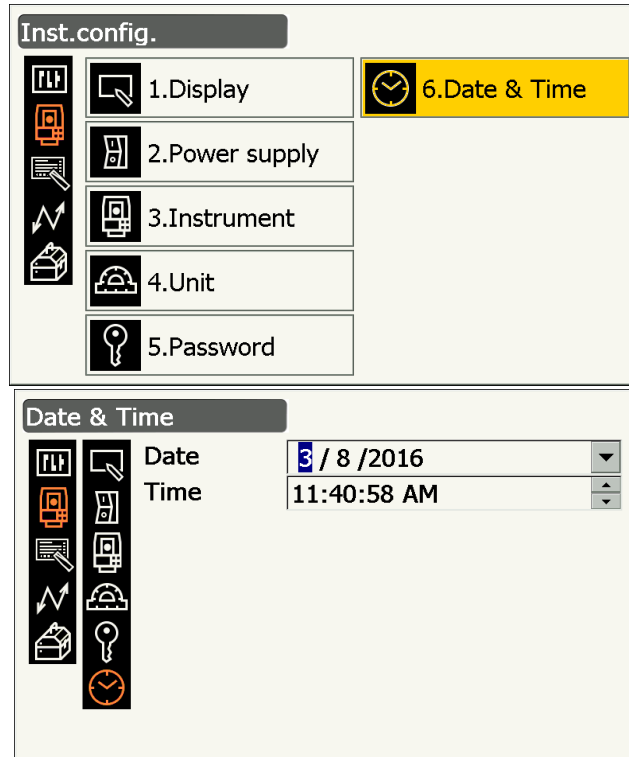 Inst.config.
1.Display
6.Date & Time
2.Power supply
3.Instrument
4.Unit
5.Password
Date & Time
Date 3 / 8 /2016
Time 11:40:58 AM